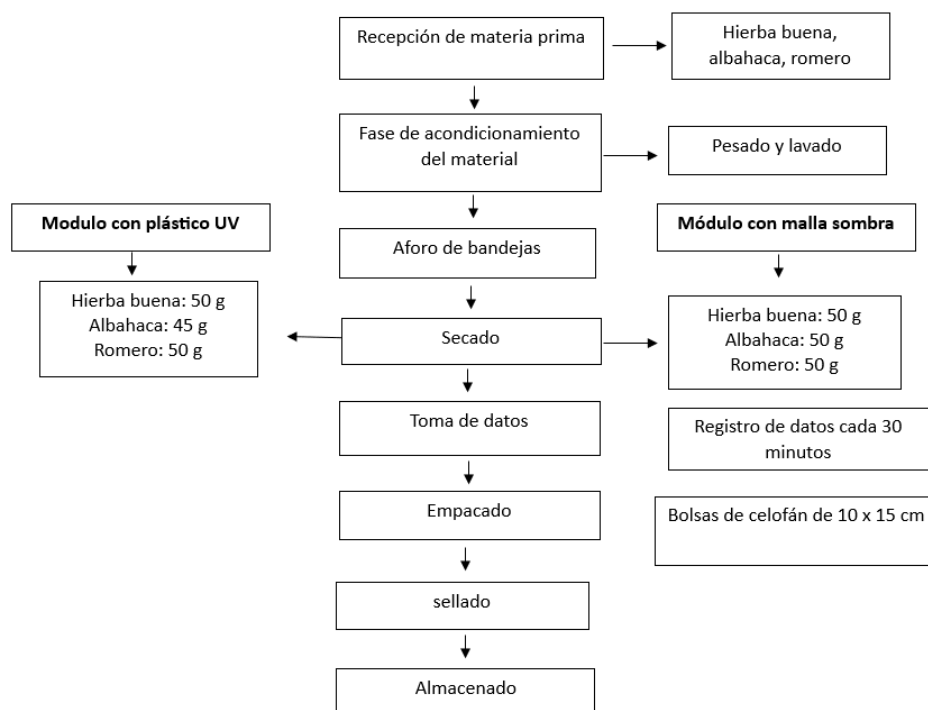 Recepción de materia prima
Hierba buena,
albahaca, romero
Fase de acondicionamiento
del material
Pesado y lavado
Modulo con plástico UV
Aforo de bandejas
Módulo con malla sombra
Hierba buena: 50 g
Albahaca: 45 g
Romero: 50 g
Secado
Hierba buena: 50 g
Albahaca: 50 g
Romero: 50 g
Toma de datos
Registro de datos cada 30
minutos
Empacado
Bolsas de celofán de 10 x 15 cm
sellado
Almacenado